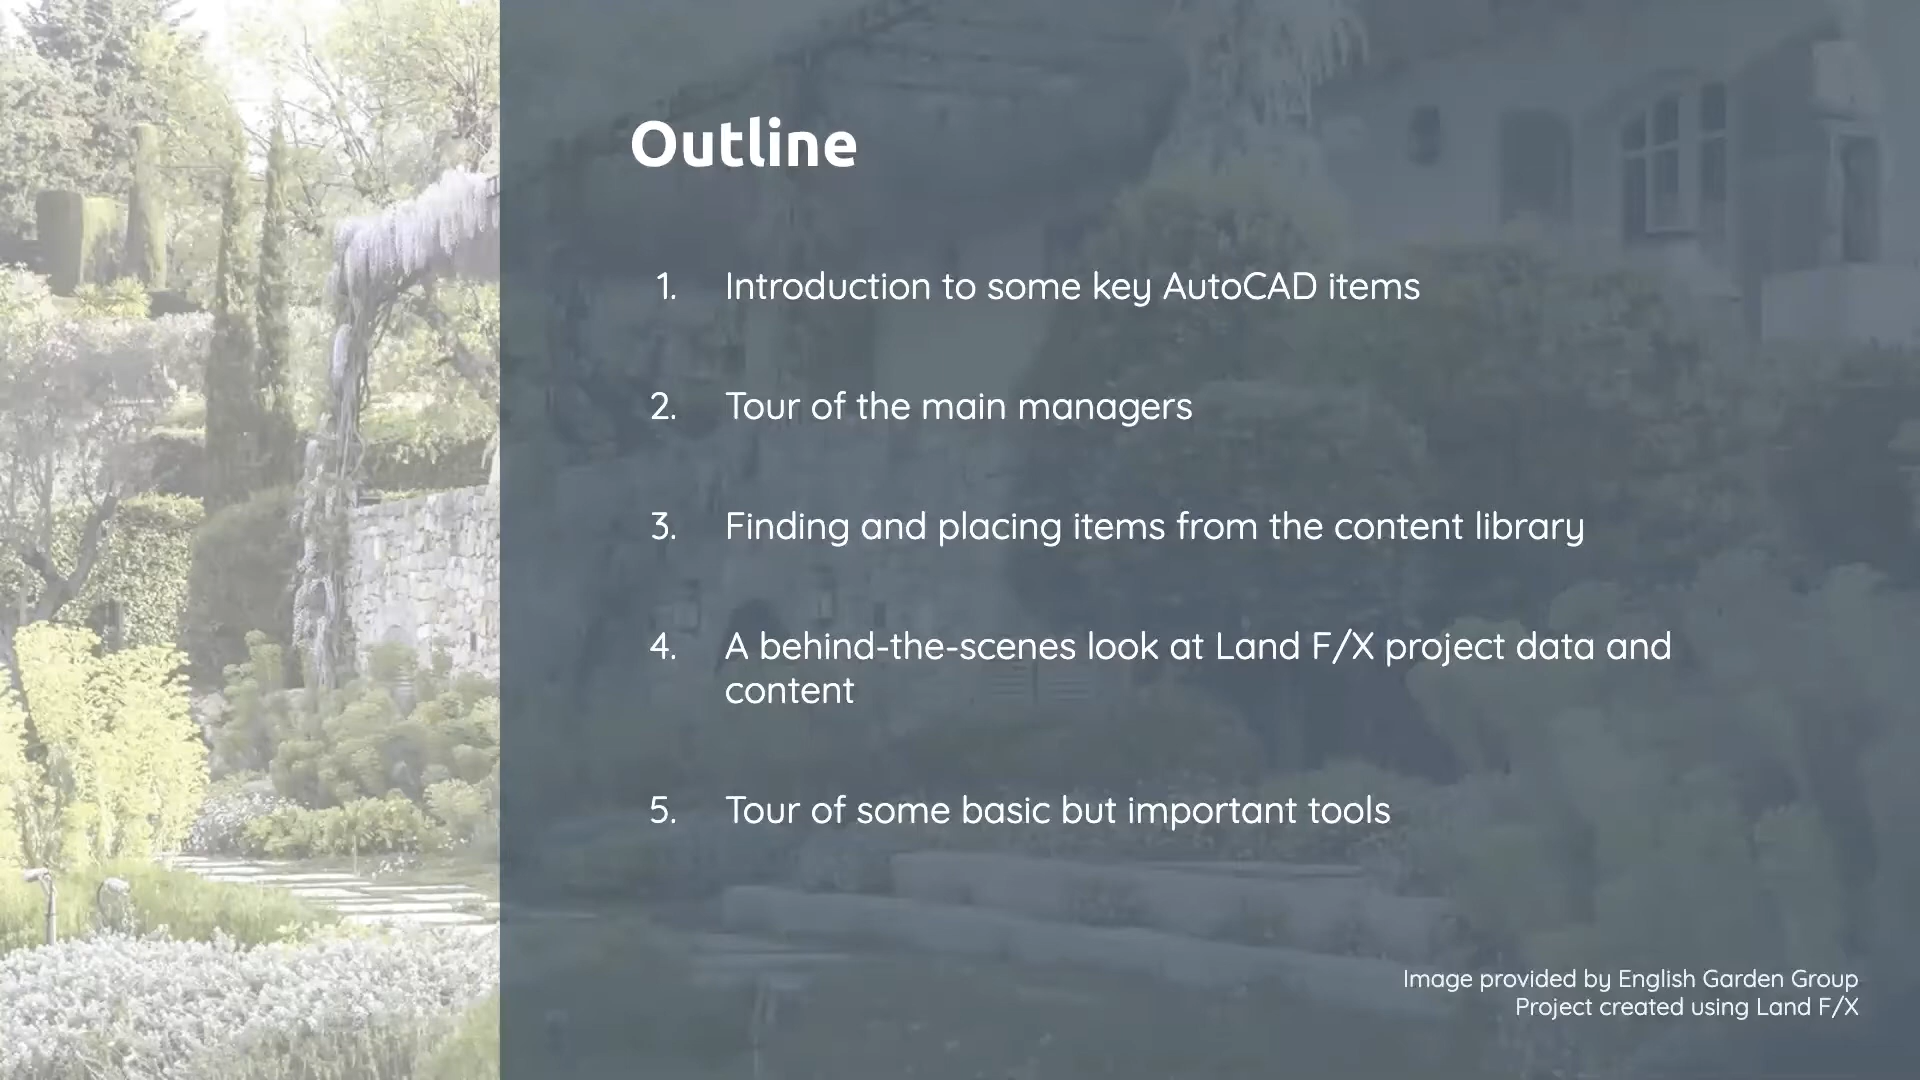 Outline
1. Introduction to some key AutoCAD items
2. Tour of the main managers
3. Finding and placing items from the content library
4. A behind-the-scenes look at Land F/X project data and
content
5. Tour of some basic but important tools
Image provided by English Garden Group
Project created using Land F/X